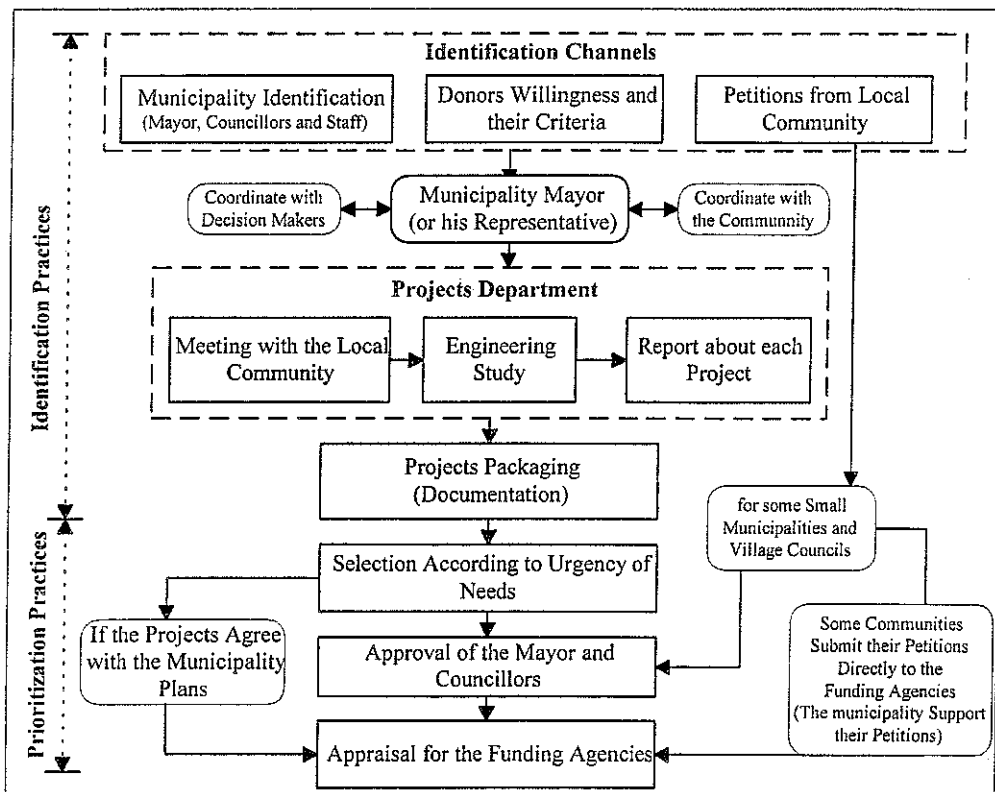 Identification Channels
Municipality Identification
(Mayor, Councillors and Staff)
Donors Willingness and
their Criteria
Petitions from Local
Community
Coordinate with
Decision Makers
Municipality Mayor
(or his Representative)
Coordinate with
the Communnity
Projects Department
Meeting with the Local
Community
Engineering
Study
Report about each
Project
Projects Packaging
(Documentation)
for some Small
Municipalities and
Village Councils
Selection According to Urgency of
Needs
If the Projects Agree
with the Municipality
Plans
Approval of the Mayor and
Councillors
Some Communities
Submit their Petitions
Directly to the
Funding Agencies
(The municipality Support
their Petitions)
Appraisal for the Funding Agencies
Identification Practices
Prioritization Practices